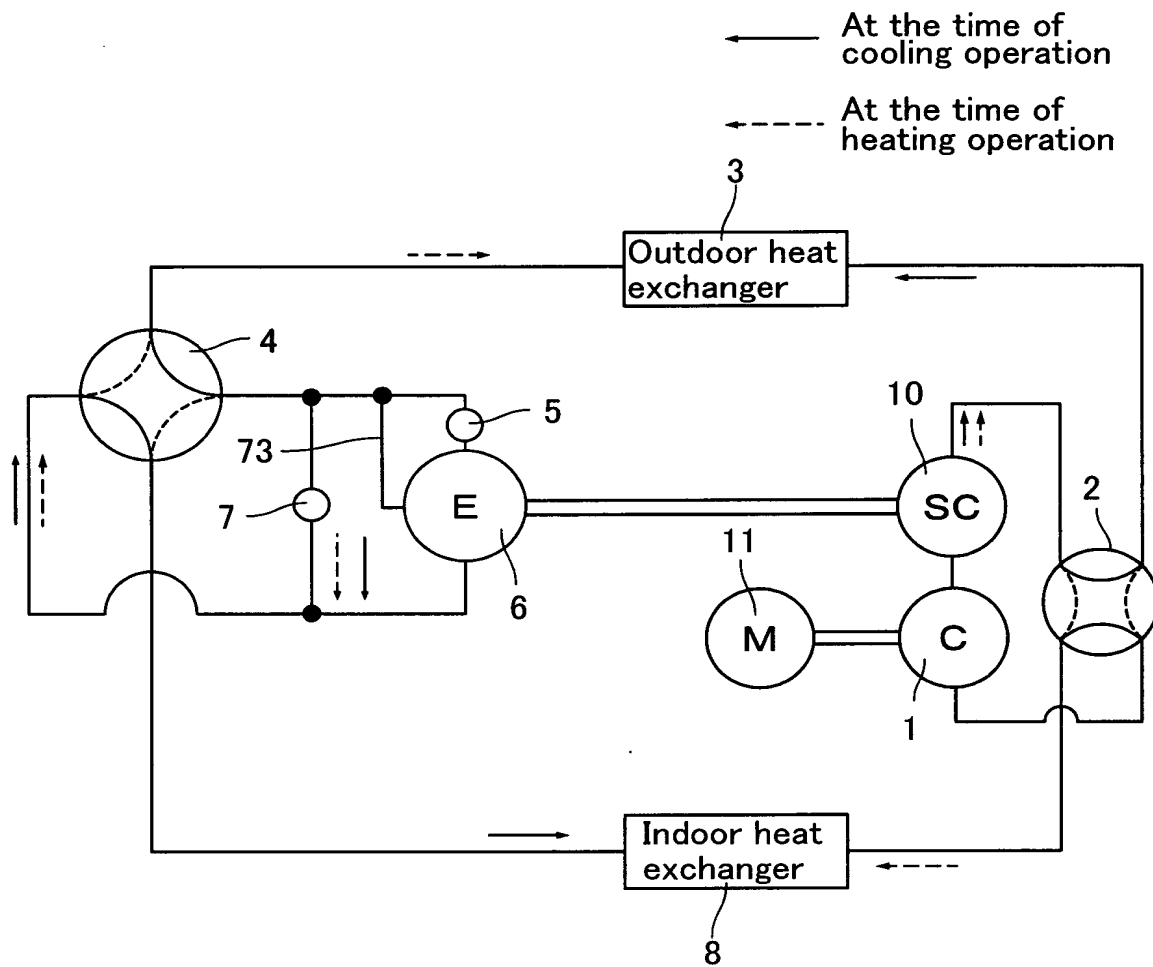 At the time of
cooling operation
At the time of
heating operation
3
Outdoor heat
exchanger
4
5
10
73
2
7
E
SC
11
6
M
C
1
Indoor heat
exchanger
8